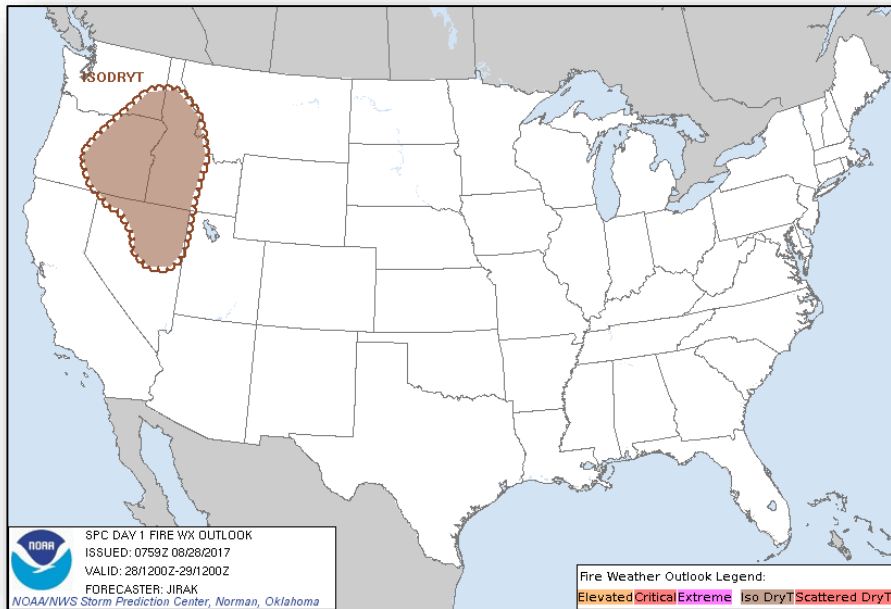 ISODRYT
NOAA
SPC DAY 1 FIRE WX OUTLOOK
ISSUED: 0759Z 08/28/2017
VALID: 28/1200Z-29/1200Z
FORECASTER: JIRAK
NOAA/NWS Storm Prediction Center, Norman, Oklahoma
Fire Weather Outlook Legend:
Elevated Critical Extreme Iso DryT Scattered DryT